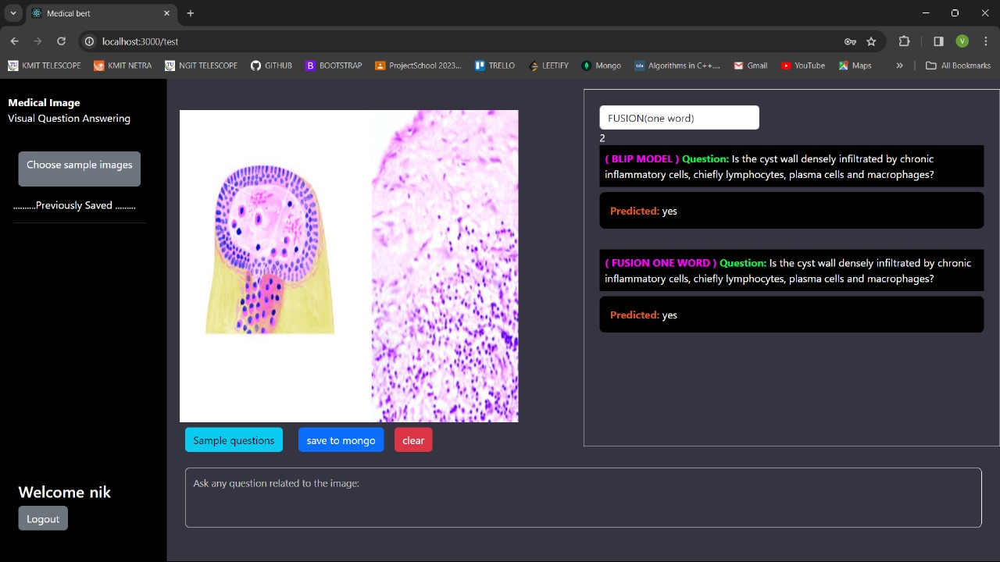 Medical bert
localhost:3000/test
V
KMIT TELESCOPE KMIT NETRA NGIT TELESCOPE GITHUB B BOOTSTRAP ProjectSchool 2023... TRELLO LEETIFY Mongo tds Algorithms in C++.... Gmail YouTube Maps » All Bookmarks
Medical Image
Visual Question Answering
Choose sample images
..........Previously Saved .........
Welcome nik
Logout
Sample questions save to mongo clear
Ask any question related to the image:
FUSION(one word)
2
( BLIP MODEL ) Question: Is the cyst wall densely infiltrated by chronic
inflammatory cells, chiefly lymphocytes, plasma cells and macrophages?
Predicted: yes
( FUSION ONE WORD ) Question: Is the cyst wall densely infiltrated by chronic
inflammatory cells, chiefly lymphocytes, plasma cells and macrophages?
Predicted: yes